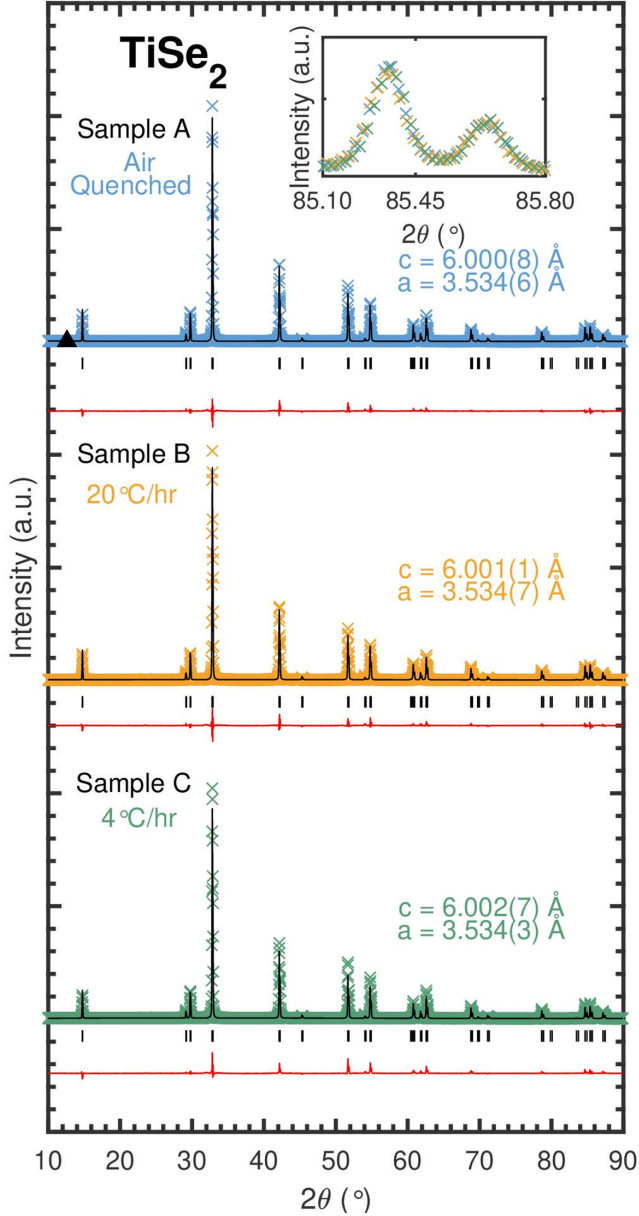 TiSe2
Intensity (a.u.)
85.10 85.45 85.80
2θ (°)
Sample A
Air
Quenched
c = 6.000(8) Å
a = 3.534(6) Å
Sample B
20°C/hr
c = 6.001(1) Å
a = 3.534(7) Å
Intensity (a.u.)
Sample C
4°C/hr
c = 6.002(7) Å
a = 3.534(3) Å
10 20 30 40 50 60 70 80 90
2θ (°)